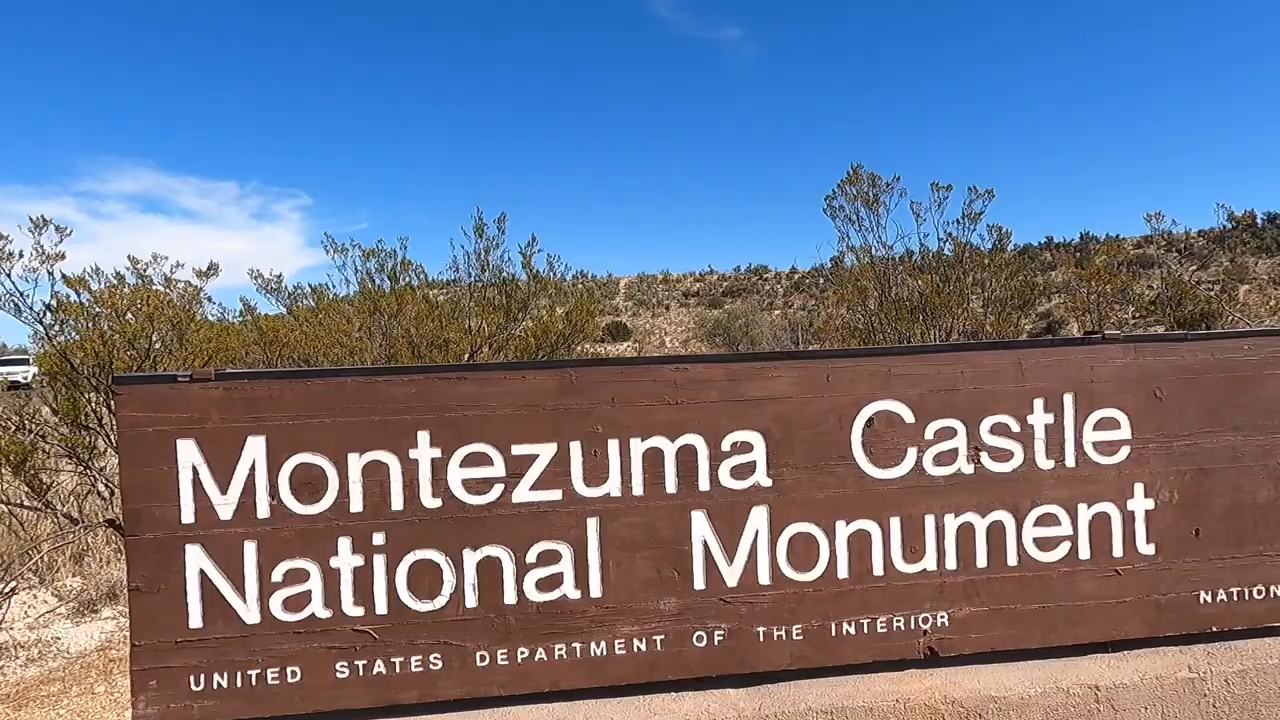 Montezuma Castle
National Monument
UNITED STATES DEPARTMENT OF THE INTERIOR
NATION